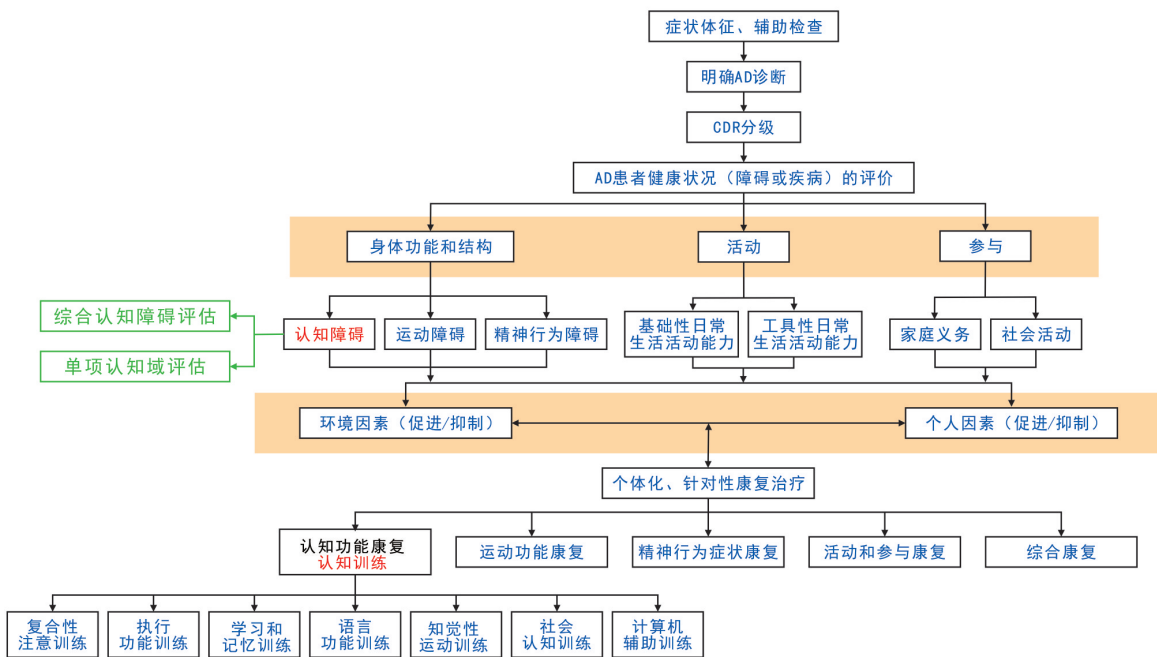 症状体征、辅助检查
明确AD诊断
CDR分级
AD患者健康状况（障碍或疾病）的评价
身体功能和结构
活动
参与
综合认知障碍评估
单项认知域评估
认知障碍
运动障碍
精神行为障碍
基础性日常
生活活动能力
工具性日常
生活活动能力
家庭义务
社会活动
环境因素（促进/抑制）
个人因素（促进/抑制）
个体化、针对性康复治疗
认知功能康复
认知训练
运动功能康复
精神行为症状康复
活动和参与康复
综合康复
复合性
注意训练
执行
功能训练
学习和
记忆训练
语言
功能训练
知觉性
运动训练
社会
认知训练
计算机
辅助训练